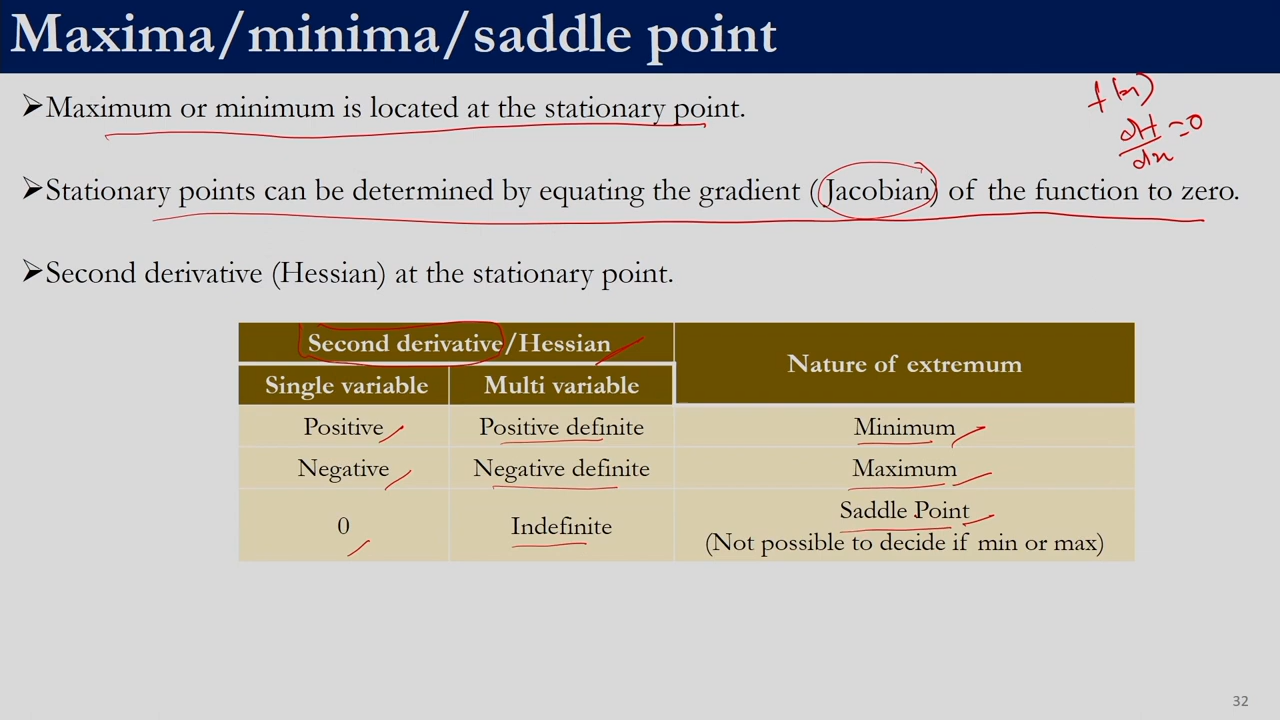 Maxima/minima/saddle point
➢Maximum or minimum is located at the stationary point.
f(x)
df/dx = 0
➢Stationary points can be determined by equating the gradient (Jacobian) of the function to zero.
➢Second derivative (Hessian) at the stationary point.
Second derivative/Hessian
Nature of extremum
Single variable Multi variable
Positive Positive definite Minimum
Negative Negative definite Maximum
0 Indefinite Saddle Point
(Not possible to decide if min or max)
32